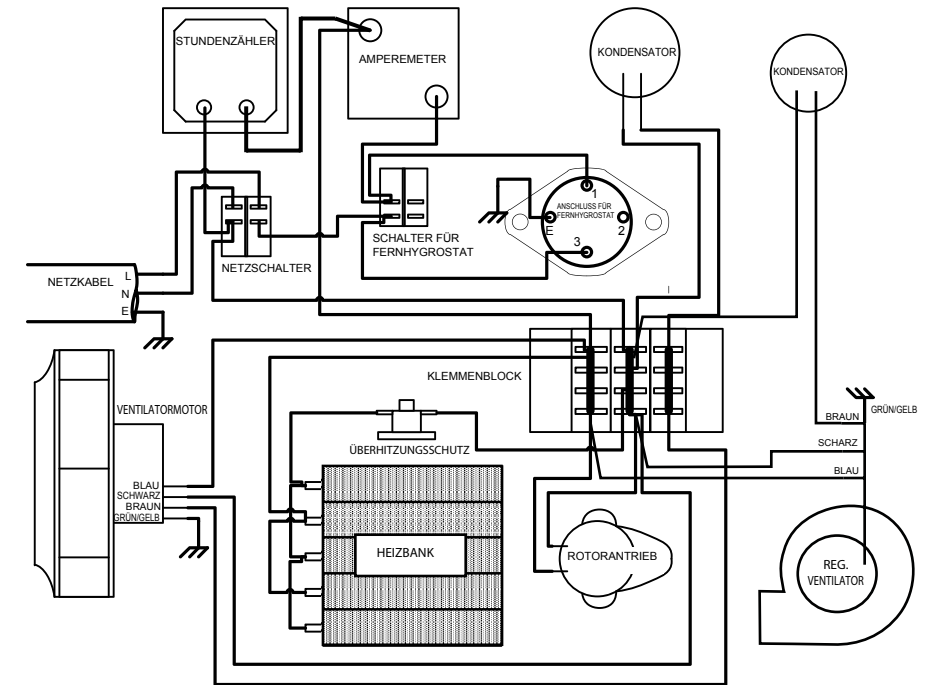 STUNDENZÄHLER
AMPEREMETER
KONDENSATOR
KONDENSATOR
1
ANSCHLUSS FÜR
FERNHYGROSTAT
E
2
3
SCHALTER FÜR
FERNHYGROSTAT
NETZSCHALTER
NETZKABEL
L
N
E
KLEMMENBLOCK
VENTILATORMOTOR
ÜBERHITZUNGSSCHUTZ
GRÜN/GELB
BRAUN
SCHARZ
BLAU
BLAU
SCHWARZ
BRAUN
GRÜN/GELB
HEIZBANK
ROTORANTRIEB
REG.
VENTILATOR